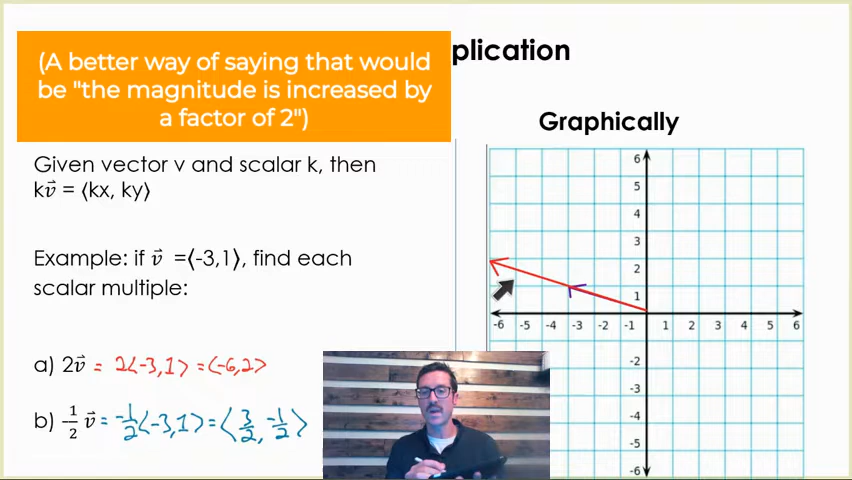 (A better way of saying that would
be "the magnitude is increased by
a factor of 2")
plication
Graphically
Given vector v and scalar k, then
kv⃗ = ⟨kx, ky⟩
Example: if v⃗ =⟨-3,1⟩, find each
scalar multiple:
a) 2v⃗ = 2⟨-3,1⟩ = ⟨-6,2⟩
b) -1/2 v⃗ = -1/2⟨-3,1⟩ = ⟨3/2, -1/2⟩
6
5
4
3
2
1
-6 -5 -4 -3 -2 -1 1 2 3 4 5 6
-2
-3
-4
-5
-6